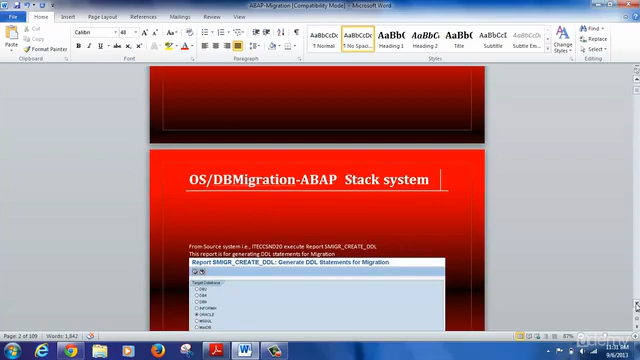 ABAP-Migration [Compatibility Mode] - Microsoft Word
File Home Insert Page Layout References Mailings Review View
Paste
Cut
Copy
Format Painter
Clipboard
Calibri 48
Font
Paragraph
AaBbCcDc AaBbCcDc AaBbC AaBbCc AaBb AaBbCc AaBbCcDc
¶ Normal ¶ No Spaci... Heading 1 Heading 2 Title Subtitle Subtle Em...
Styles
Change Styles
Find
Replace
Select
Editing
OS/DBMigration-ABAP Stack system
From Source system i.e., ITECCSND20 execute Report SMIGR_CREATE_DDL
This report is for generating DDL statements for Migration
Report SMIGR_CREATE_DDL: Generate DDL Statements for Migration
Target Database
DB2
DB4
DB6
INFORMIX
ORACLE
MSSQL
MAXDB
Page: 2 of 109 Words: 1,842 87%
11:31 PM
9/6/2013
Udemy